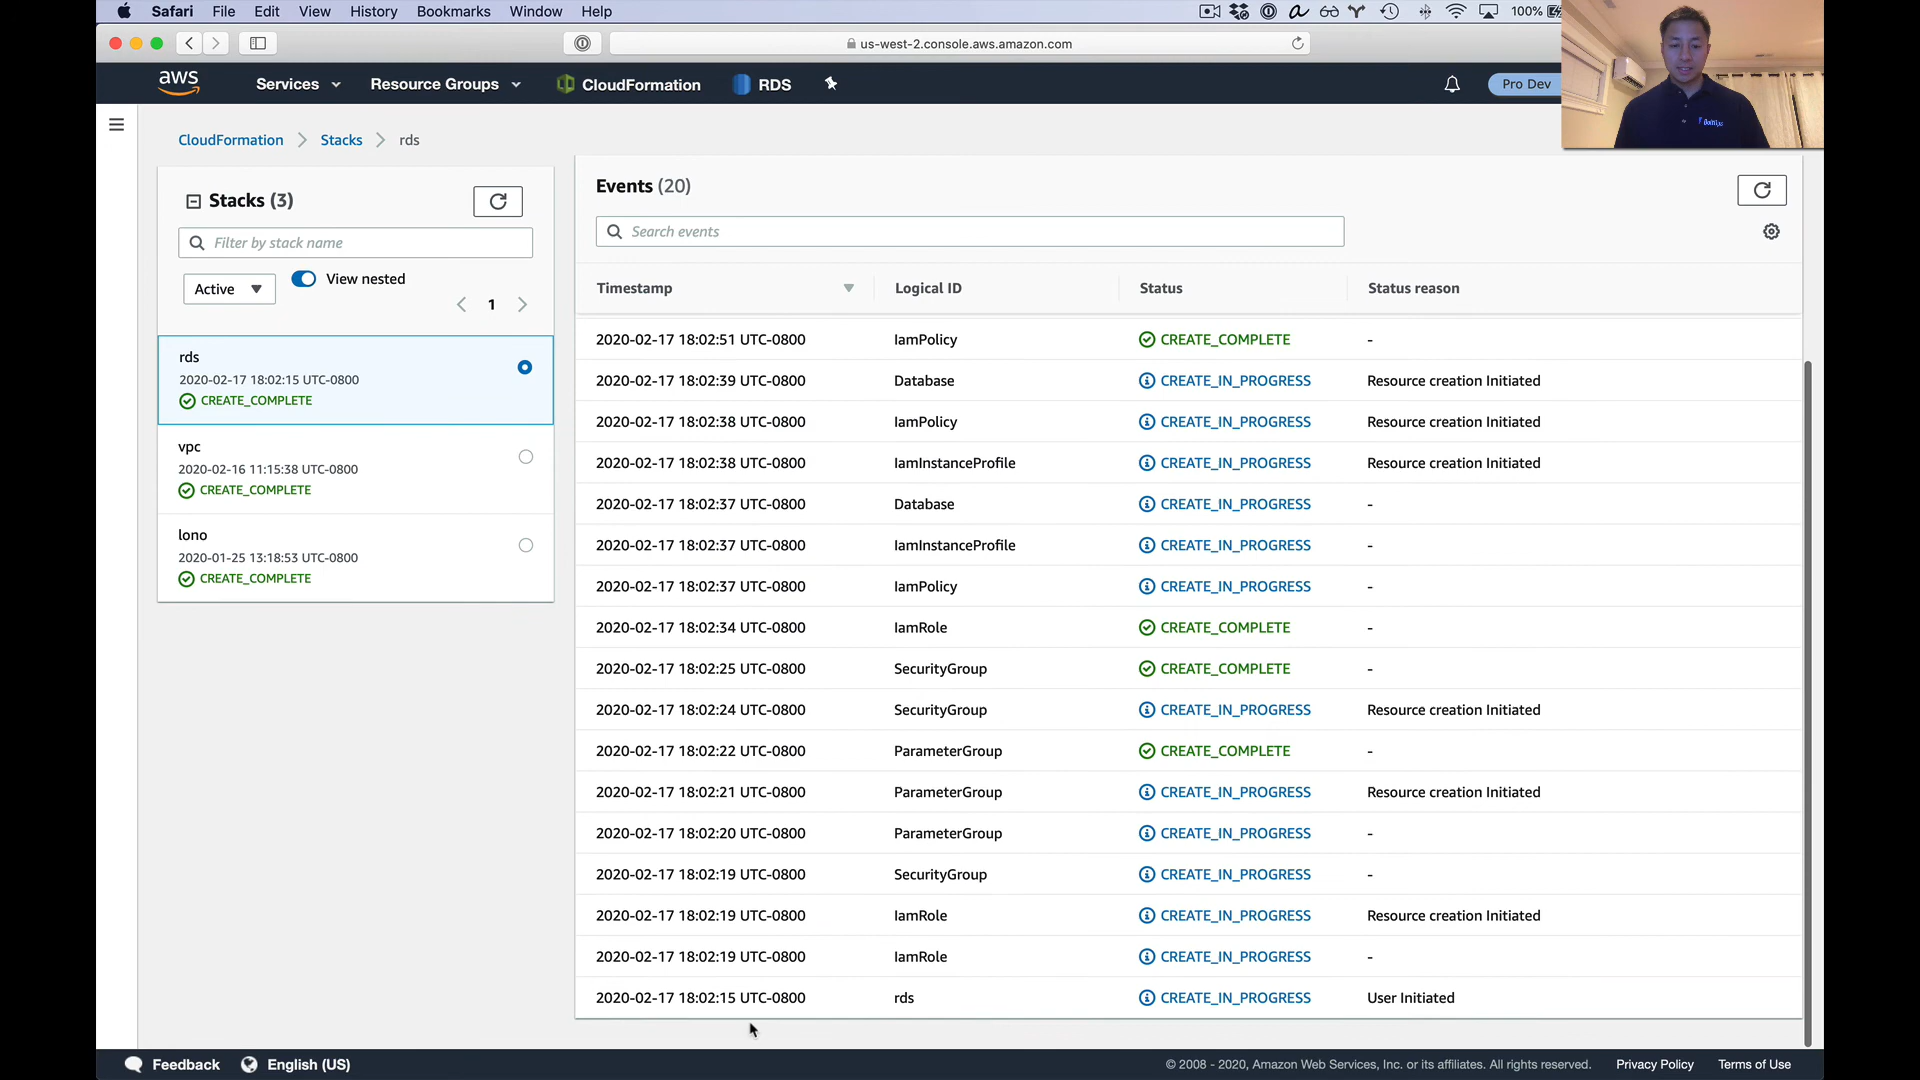 Safari File Edit View History Bookmarks Window Help 100%
us-west-2.console.aws.amazon.com
aws Services Resource Groups CloudFormation RDS Pro Dev
CloudFormation Stacks rds
Stacks (3)
Filter by stack name
Active View nested
1
rds
2020-02-17 18:02:15 UTC-0800
CREATE_COMPLETE
vpc
2020-02-16 11:15:38 UTC-0800
CREATE_COMPLETE
lono
2020-01-25 13:18:53 UTC-0800
CREATE_COMPLETE
Events (20)
Search events
Timestamp Logical ID Status Status reason
2020-02-17 18:02:51 UTC-0800 IamPolicy CREATE_COMPLETE -
2020-02-17 18:02:39 UTC-0800 Database CREATE_IN_PROGRESS Resource creation Initiated
2020-02-17 18:02:38 UTC-0800 IamPolicy CREATE_IN_PROGRESS Resource creation Initiated
2020-02-17 18:02:38 UTC-0800 IamInstanceProfile CREATE_IN_PROGRESS Resource creation Initiated
2020-02-17 18:02:37 UTC-0800 Database CREATE_IN_PROGRESS -
2020-02-17 18:02:37 UTC-0800 IamInstanceProfile CREATE_IN_PROGRESS -
2020-02-17 18:02:37 UTC-0800 IamPolicy CREATE_IN_PROGRESS -
2020-02-17 18:02:34 UTC-0800 IamRole CREATE_COMPLETE -
2020-02-17 18:02:25 UTC-0800 SecurityGroup CREATE_COMPLETE -
2020-02-17 18:02:24 UTC-0800 SecurityGroup CREATE_IN_PROGRESS Resource creation Initiated
2020-02-17 18:02:22 UTC-0800 ParameterGroup CREATE_COMPLETE -
2020-02-17 18:02:21 UTC-0800 ParameterGroup CREATE_IN_PROGRESS Resource creation Initiated
2020-02-17 18:02:20 UTC-0800 ParameterGroup CREATE_IN_PROGRESS -
2020-02-17 18:02:19 UTC-0800 SecurityGroup CREATE_IN_PROGRESS -
2020-02-17 18:02:19 UTC-0800 IamRole CREATE_IN_PROGRESS Resource creation Initiated
2020-02-17 18:02:19 UTC-0800 IamRole CREATE_IN_PROGRESS -
2020-02-17 18:02:15 UTC-0800 rds CREATE_IN_PROGRESS User Initiated
Feedback English (US) © 2008 - 2020, Amazon Web Services, Inc. or its affiliates. All rights reserved. Privacy Policy Terms of Use